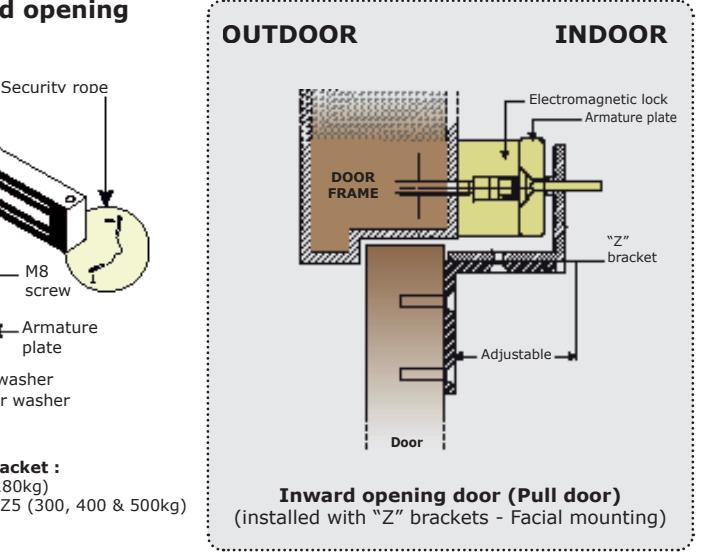 d opening
Security rope
M8
screw
Armature
plate
washer
r washer
acket :
80kg)
Z5 (300, 400 & 500kg)
OUTDOOR
INDOOR
Electromagnetic lock
Armature plate
DOOR
FRAME
“Z”
bracket
Adjustable
Door
Inward opening door (Pull door)
(installed with “Z” brackets - Facial mounting)